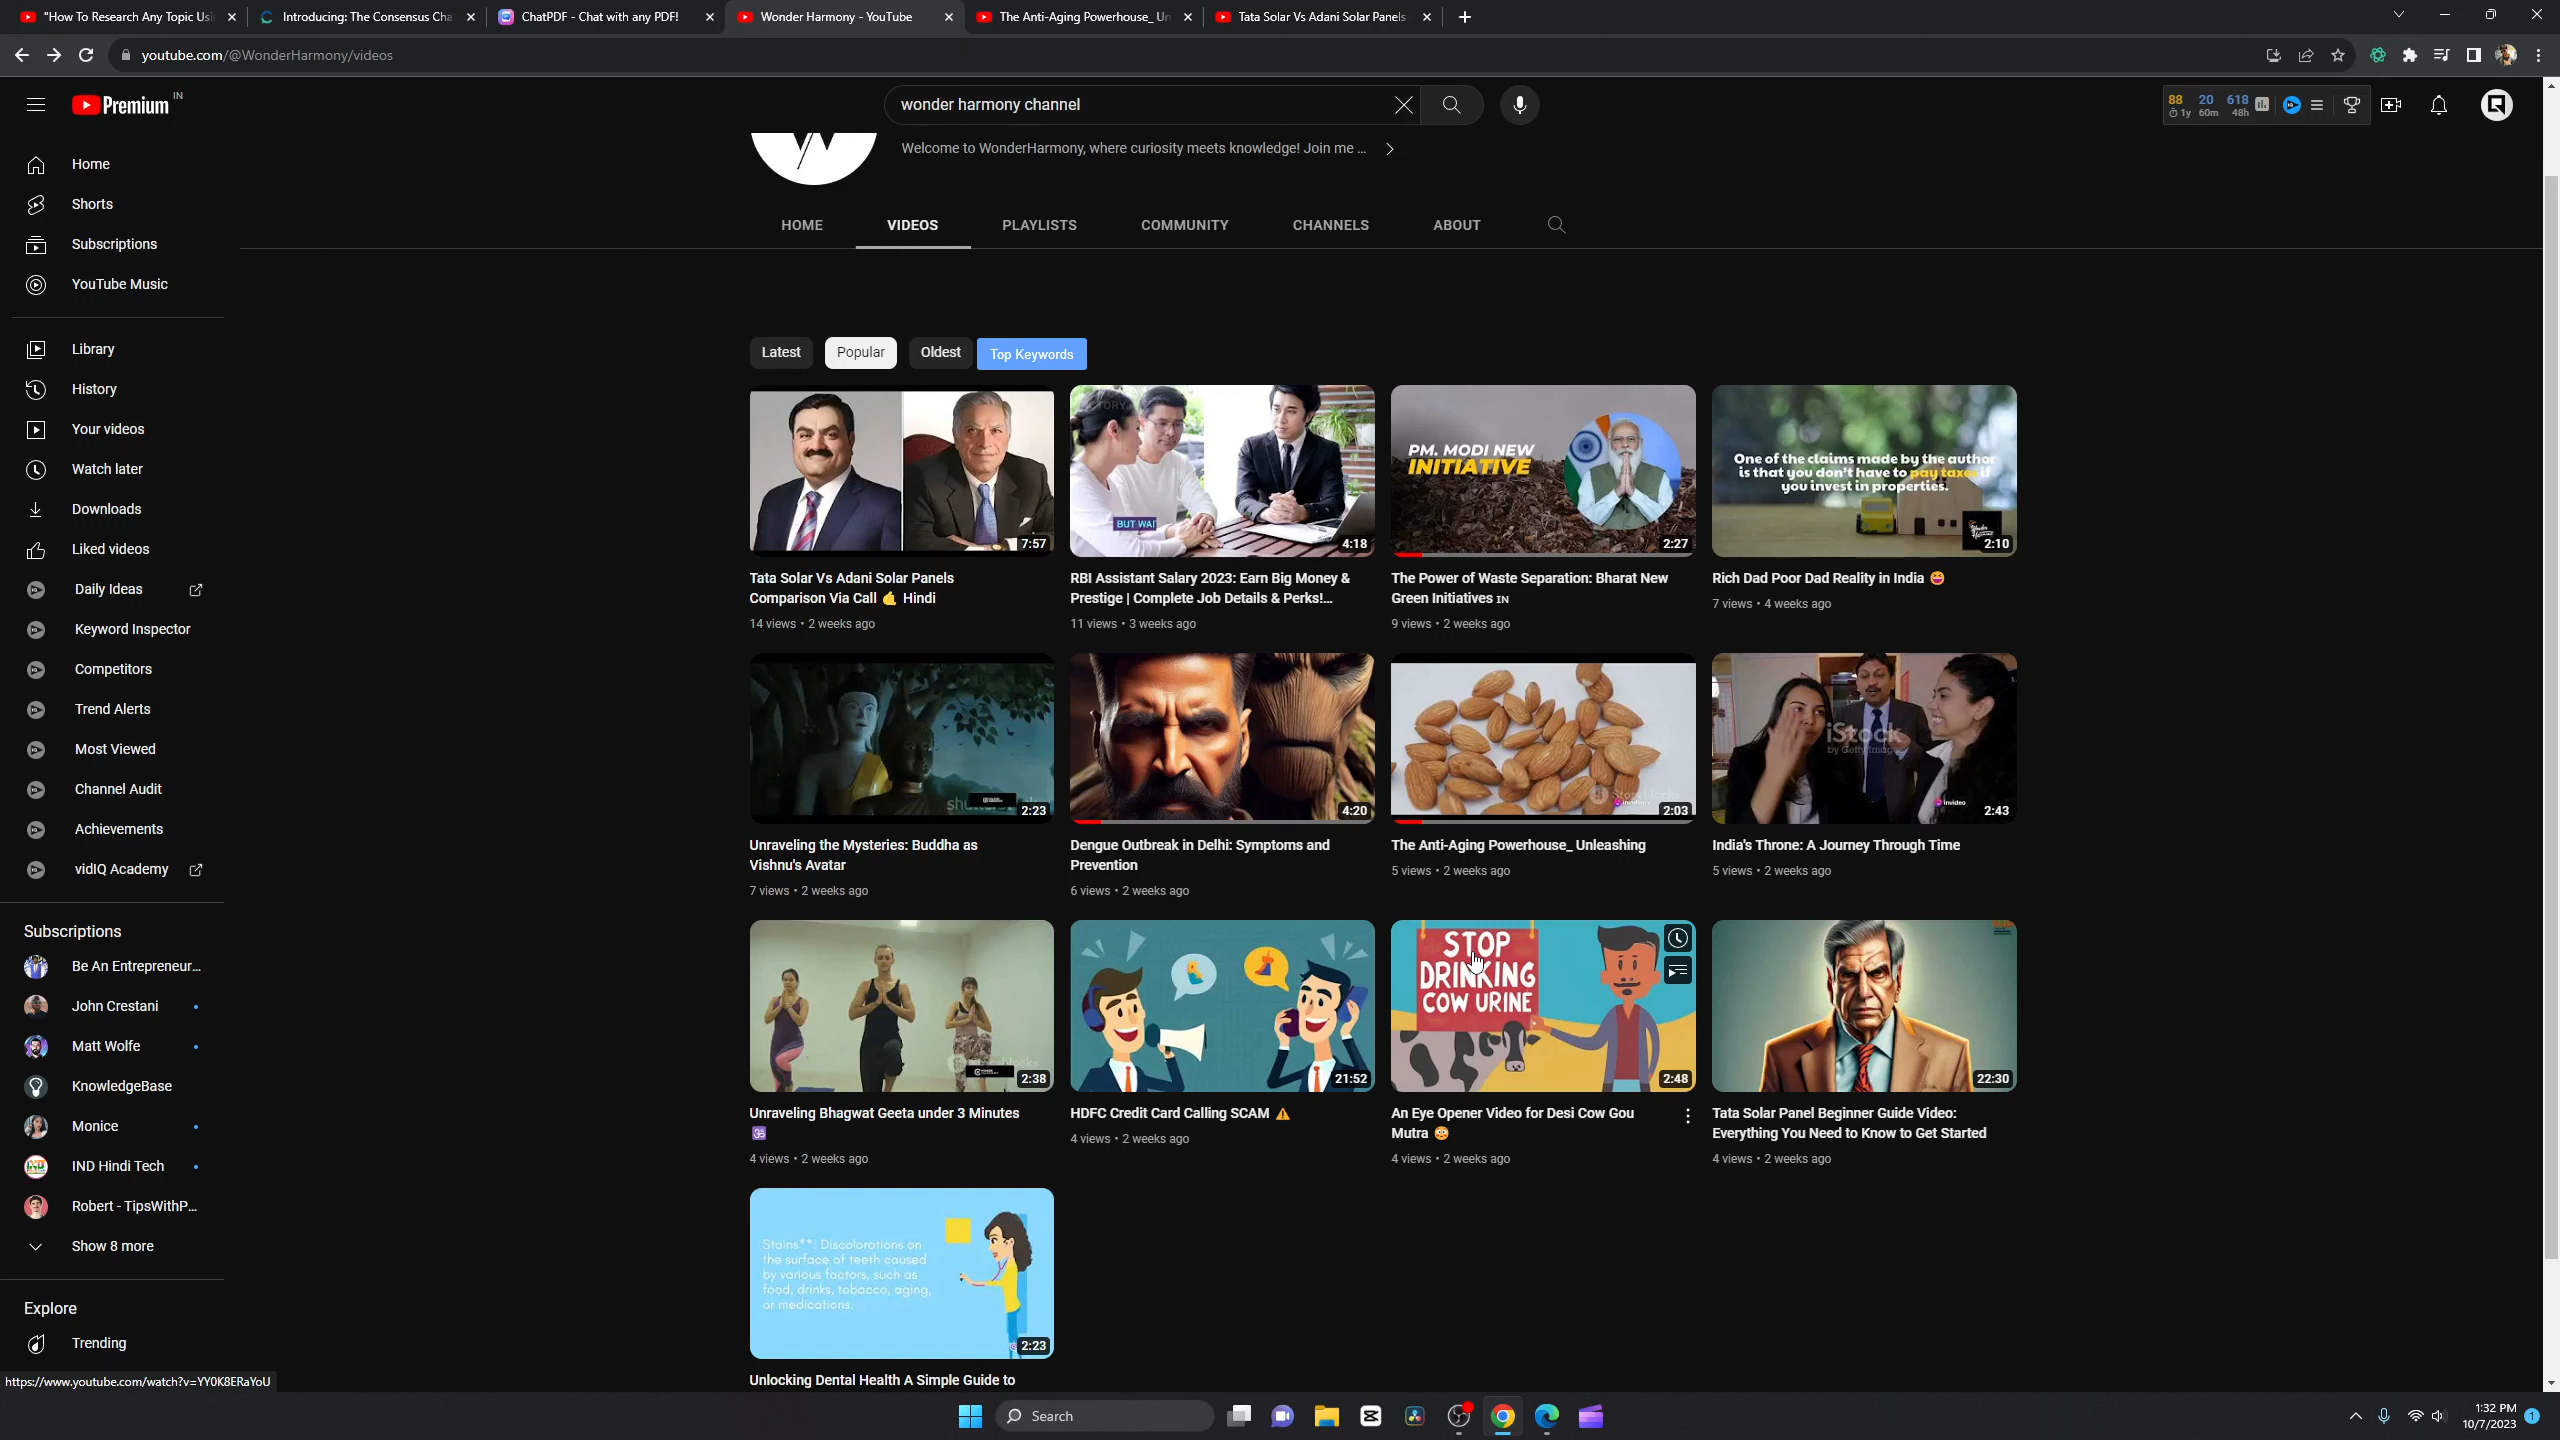 "How To Research Any Topic Usi
Introducing: The Consensus Cha
ChatPDF - Chat with any PDF!
Wonder Harmony - YouTube
The Anti-Aging Powerhouse_ Un
Tata Solar Vs Adani Solar Panels
youtube.com/@WonderHarmony/videos
Premium IN
wonder harmony channel
88 20 618
1y 60m 48h
Welcome to WonderHarmony, where curiosity meets knowledge! Join me ...
HOME VIDEOS PLAYLISTS COMMUNITY CHANNELS ABOUT
Home
Shorts
Subscriptions
YouTube Music
Library
History
Your videos
Watch later
Downloads
Liked videos
Daily Ideas
Keyword Inspector
Competitors
Trend Alerts
Most Viewed
Channel Audit
Achievements
vidIQ Academy
Subscriptions
Be An Entrepreneur...
John Crestani
Matt Wolfe
KnowledgeBase
Monice
IND Hindi Tech
Robert - TipsWithP...
Show 8 more
Explore
Trending
Latest Popular Oldest Top Keywords
7:57
Tata Solar Vs Adani Solar Panels
Comparison Via Call 🤙 Hindi
14 views • 2 weeks ago
BUT WAI
4:18
RBI Assistant Salary 2023: Earn Big Money &
Prestige | Complete Job Details & Perks!...
11 views • 3 weeks ago
PM. MODI NEW
INITIATIVE
2:27
The Power of Waste Separation: Bharat New
Green Initiatives IN
9 views • 2 weeks ago
One of the claims made by the author
is that you don't have to pay taxes if
you invest in properties.
2:10
Rich Dad Poor Dad Reality in India 😆
7 views • 4 weeks ago
2:23
Unraveling the Mysteries: Buddha as
Vishnu's Avatar
7 views • 2 weeks ago
4:20
Dengue Outbreak in Delhi: Symptoms and
Prevention
6 views • 2 weeks ago
2:03
The Anti-Aging Powerhouse_ Unleashing
5 views • 2 weeks ago
iStock
by Getty Images
invideo
2:43
India's Throne: A Journey Through Time
5 views • 2 weeks ago
2:38
Unraveling Bhagwat Geeta under 3 Minutes
🕉
4 views • 2 weeks ago
21:52
HDFC Credit Card Calling SCAM ⚠
4 views • 2 weeks ago
STOP
DRINKING
COW URINE
2:48
An Eye Opener Video for Desi Cow Gou
Mutra 😳
4 views • 2 weeks ago
22:30
Tata Solar Panel Beginner Guide Video:
Everything You Need to Know to Get Started
4 views • 2 weeks ago
Stains**: Discolorations on
the surface of teeth caused
by various factors, such as
food, drinks, tobacco, aging,
or medications.
2:23
Unlocking Dental Health A Simple Guide to
https://www.youtube.com/watch?v=YY0K8ERaYoU
Search
1:32 PM
10/7/2023
1